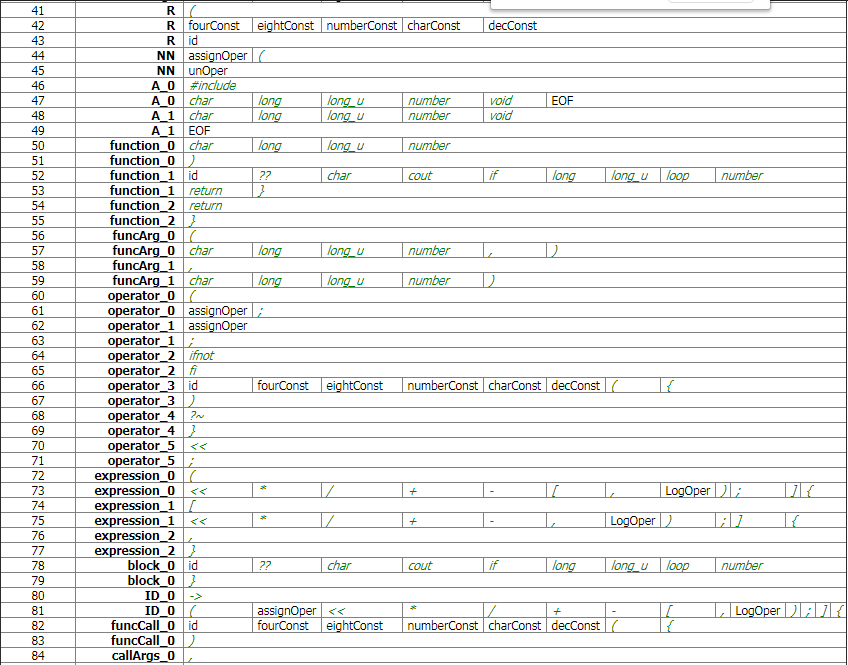 41 R (
42 R fourConst eightConst numberConst charConst decConst
43 R id
44 NN assignOper (
45 NN unOper
46 A_0 #include
47 A_0 char long long_u number void EOF
48 A_1 char long long_u number void
49 A_1 EOF
50 function_0 char long long_u number
51 function_0 )
52 function_1 id ?? char cout if long long_u loop number
53 function_1 return }
54 function_2 return
55 function_2 }
56 funcArg_0 (
57 funcArg_0 char long long_u number , )
58 funcArg_1 ,
59 funcArg_1 char long long_u number )
60 operator_0 (
61 operator_0 assignOper ;
62 operator_1 assignOper
63 operator_1 ;
64 operator_2 ifnot
65 operator_2 fi
66 operator_3 id fourConst eightConst numberConst charConst decConst ( {
67 operator_3 )
68 operator_4 ?~
69 operator_4 }
70 operator_5 <<
71 operator_5 ;
72 expression_0 (
73 expression_0 << * / + - [ , LogOper ) ; ] {
74 expression_1 [
75 expression_1 << * / + - , LogOper ) ; ] {
76 expression_2 ,
77 expression_2 }
78 block_0 id ?? char cout if long long_u loop number
79 block_0 }
80 ID_0 ->
81 ID_0 ( assignOper << * / + - [ , LogOper ) ; ] {
82 funcCall_0 id fourConst eightConst numberConst charConst decConst ( {
83 funcCall_0 )
84 callArgs_0 ,